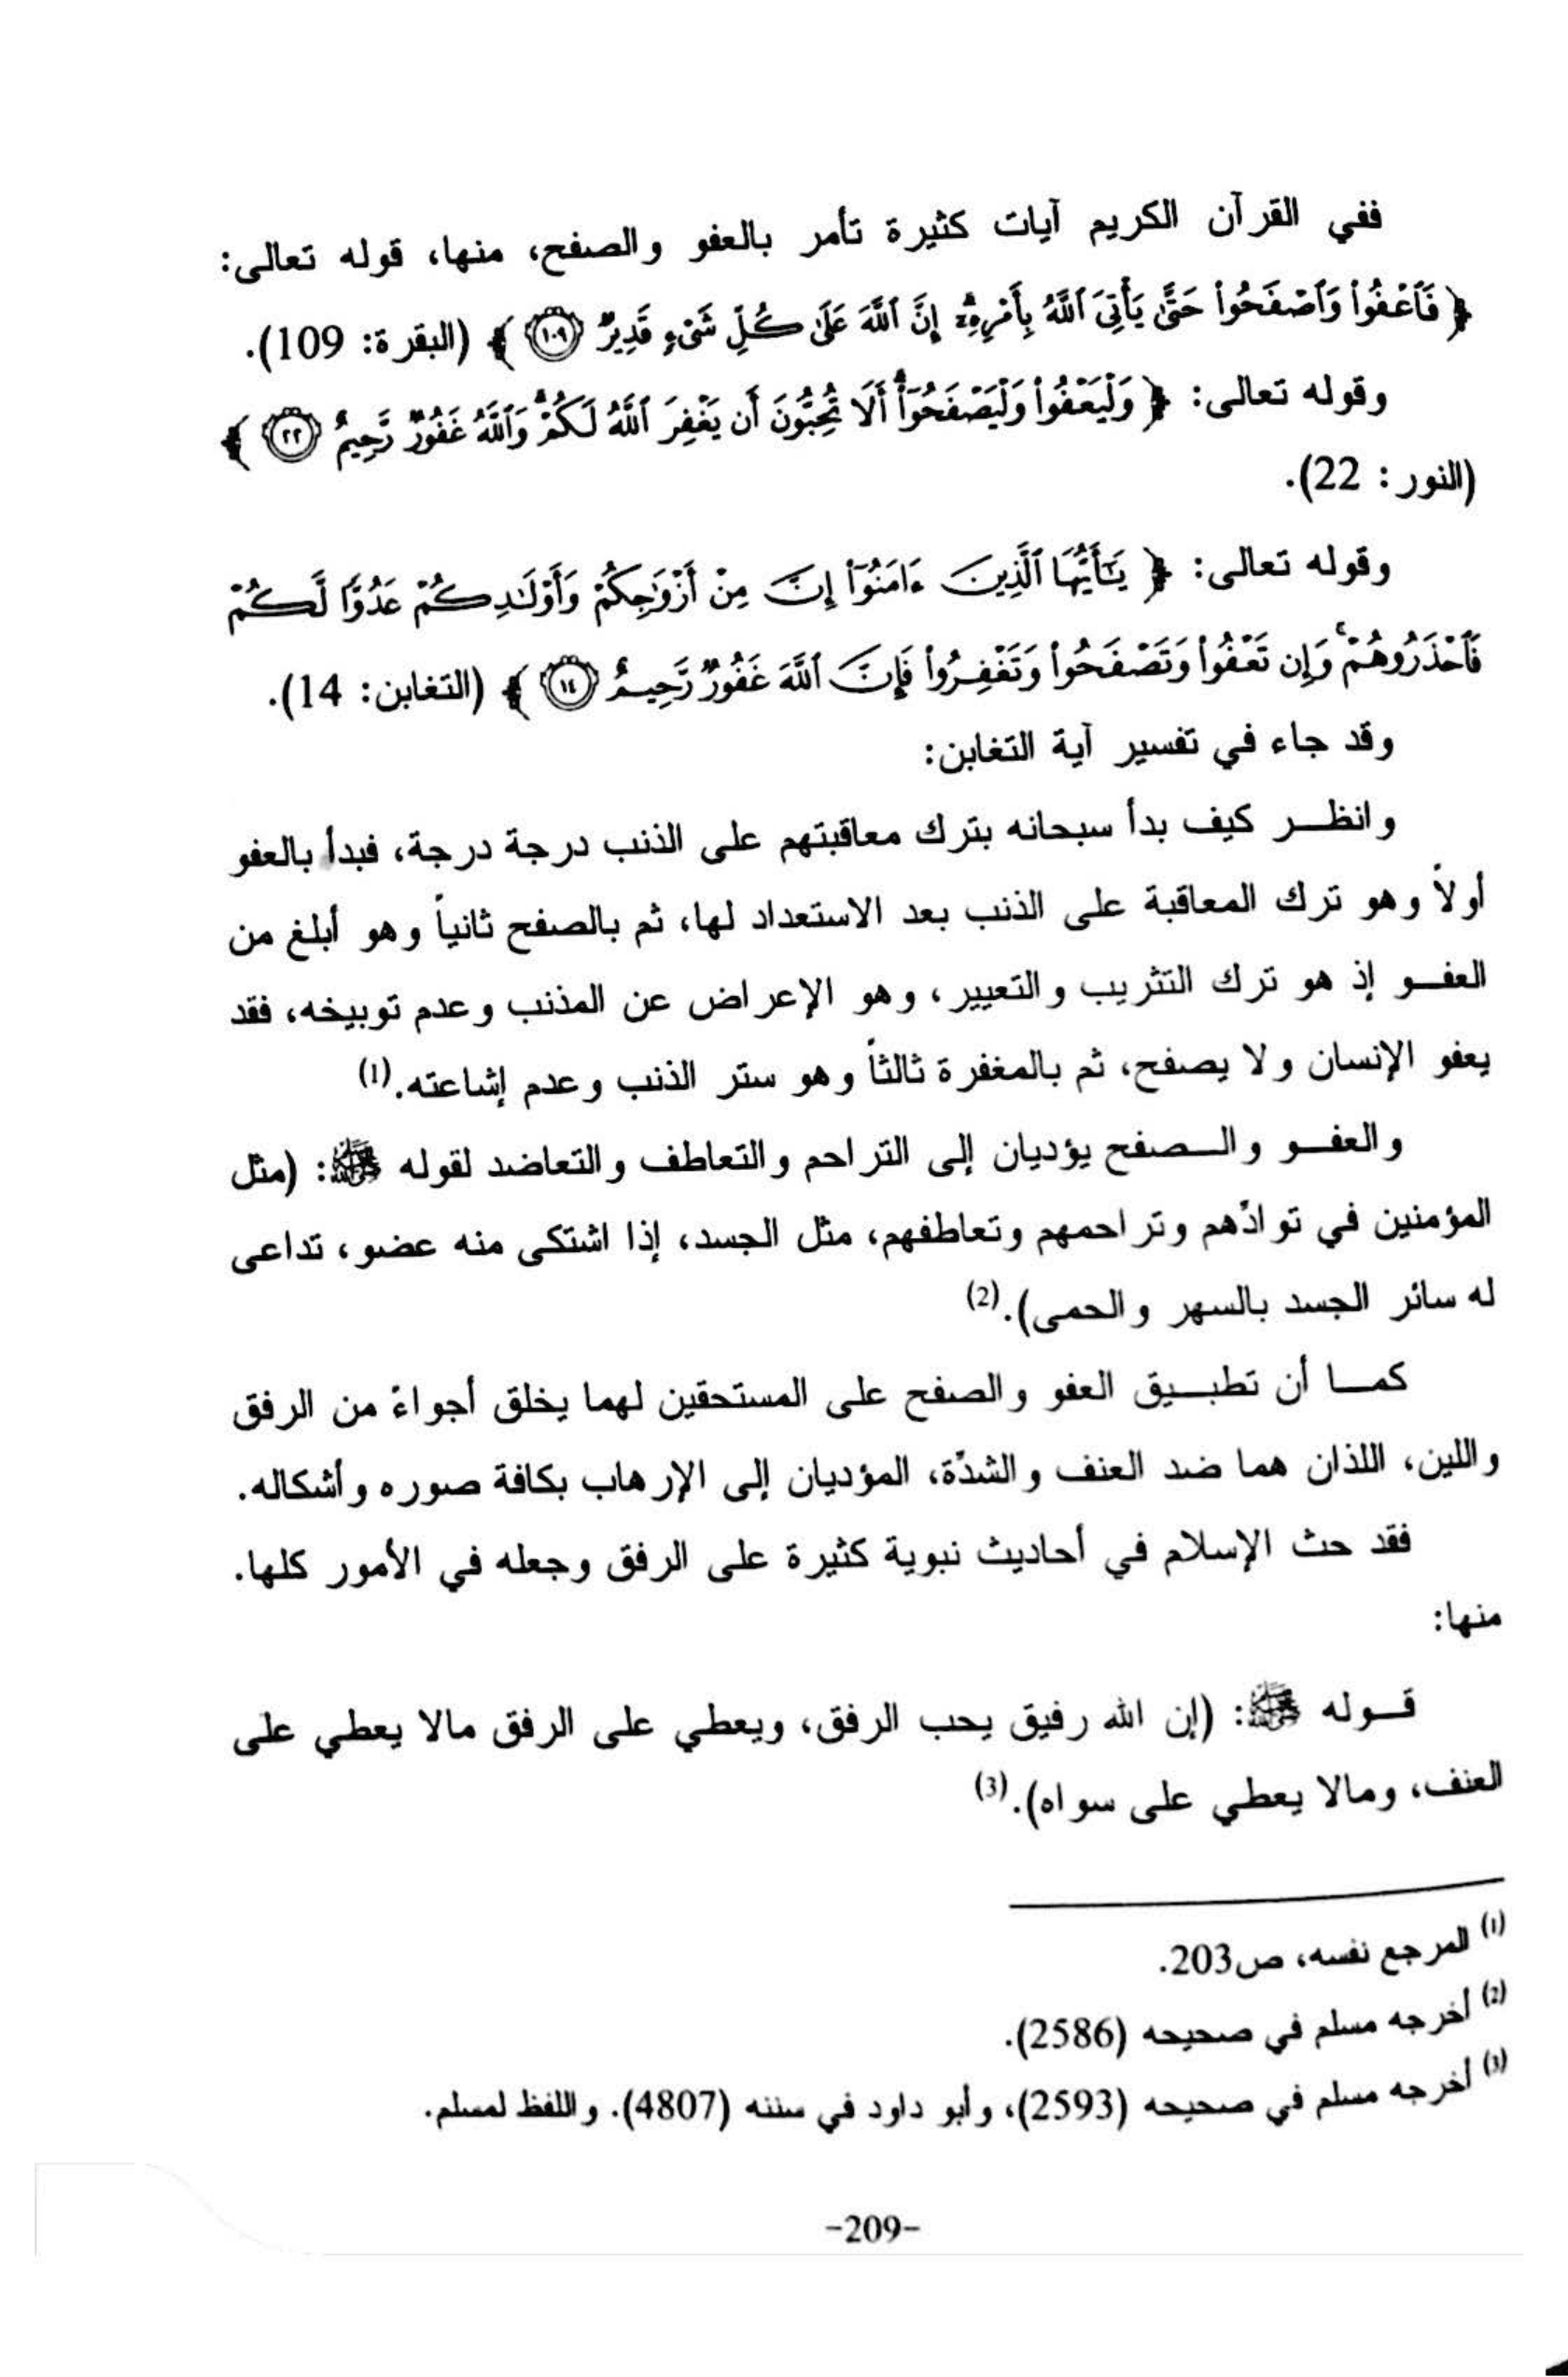 ففي القرآن الكريم آيات كثيرة تأمر بالعفو والصفح، منها، قوله تعالى:
﴿ فَٱعْفُوا۟ وَٱصْفَحُوا۟ حَتَّىٰ يَأْتِىَ ٱللَّهُ بِأَمْرِهِۦٓ ۗ إِنَّ ٱللَّهَ عَلَىٰ كُلِّ شَىْءٍ قَدِيرٌ ١٠٩ ﴾ (البقرة: 109).
وقوله تعالى: ﴿ وَلْيَعْفُوا۟ وَلْيَصْفَحُوٓا۟ ۗ أَلَا تُحِبُّونَ أَن يَغْفِرَ ٱللَّهُ لَكُمْ ۗ وَٱللَّهُ غَفُورٌ رَّحِيمٌ ٢٢ ﴾
(النور: 22).
وقوله تعالى: ﴿ يَـٰٓأَيُّهَا ٱلَّذِينَ ءَامَنُوٓا۟ إِنَّ مِنْ أَزْوَٰجِكُمْ وَأَوْلَـٰدِكُمْ عَدُوًّا لَّكُمْ
فَٱحْذَرُوهُمْ ۚ وَإِن تَعْفُوا۟ وَتَصْفَحُوا۟ وَتَغْفِرُوا۟ فَإِنَّ ٱللَّهَ غَفُورٌ رَّحِيمٌ ١٤ ﴾ (التغابن: 14).
وقد جاء في تفسير آية التغابن:
وانظر كيف بدأ سبحانه بترك معاقبتهم على الذنب درجة درجة، فبدأ بالعفو
أولاً وهو ترك المعاقبة على الذنب بعد الاستعداد لها، ثم بالصفح ثانياً وهو أبلغ من
العفو إذ هو ترك التثريب والتعيير، وهو الإعراض عن المذنب وعدم توبيخه، فقد
يعفو الإنسان ولا يصفح، ثم بالمغفرة ثالثاً وهو ستر الذنب وعدم إشاعته.(1)
والعفو والصفح يؤديان إلى التراحم والتعاطف والتعاضد لقوله ﷺ: (مثل
المؤمنين في توادّهم وتراحمهم وتعاطفهم، مثل الجسد، إذا اشتكى منه عضو، تداعى
له سائر الجسد بالسهر والحمى).(2)
كما أن تطبيق العفو والصفح على المستحقين لهما يخلق أجواءً من الرفق
واللين، اللذان هما ضد العنف والشدّة، المؤديان إلى الإرهاب بكافة صوره وأشكاله.
فقد حث الإسلام في أحاديث نبوية كثيرة على الرفق وجعله في الأمور كلها.
منها:
قوله ﷺ: (إن الله رفيق يحب الرفق، ويعطي على الرفق مالا يعطي على
العنف، ومالا يعطي على سواه).(3)
(1) المرجع نفسه، ص203.
(2) أخرجه مسلم في صحيحه (2586).
(3) أخرجه مسلم في صحيحه (2593)، وأبو داود في سننه (4807). واللفظ لمسلم.
-209-